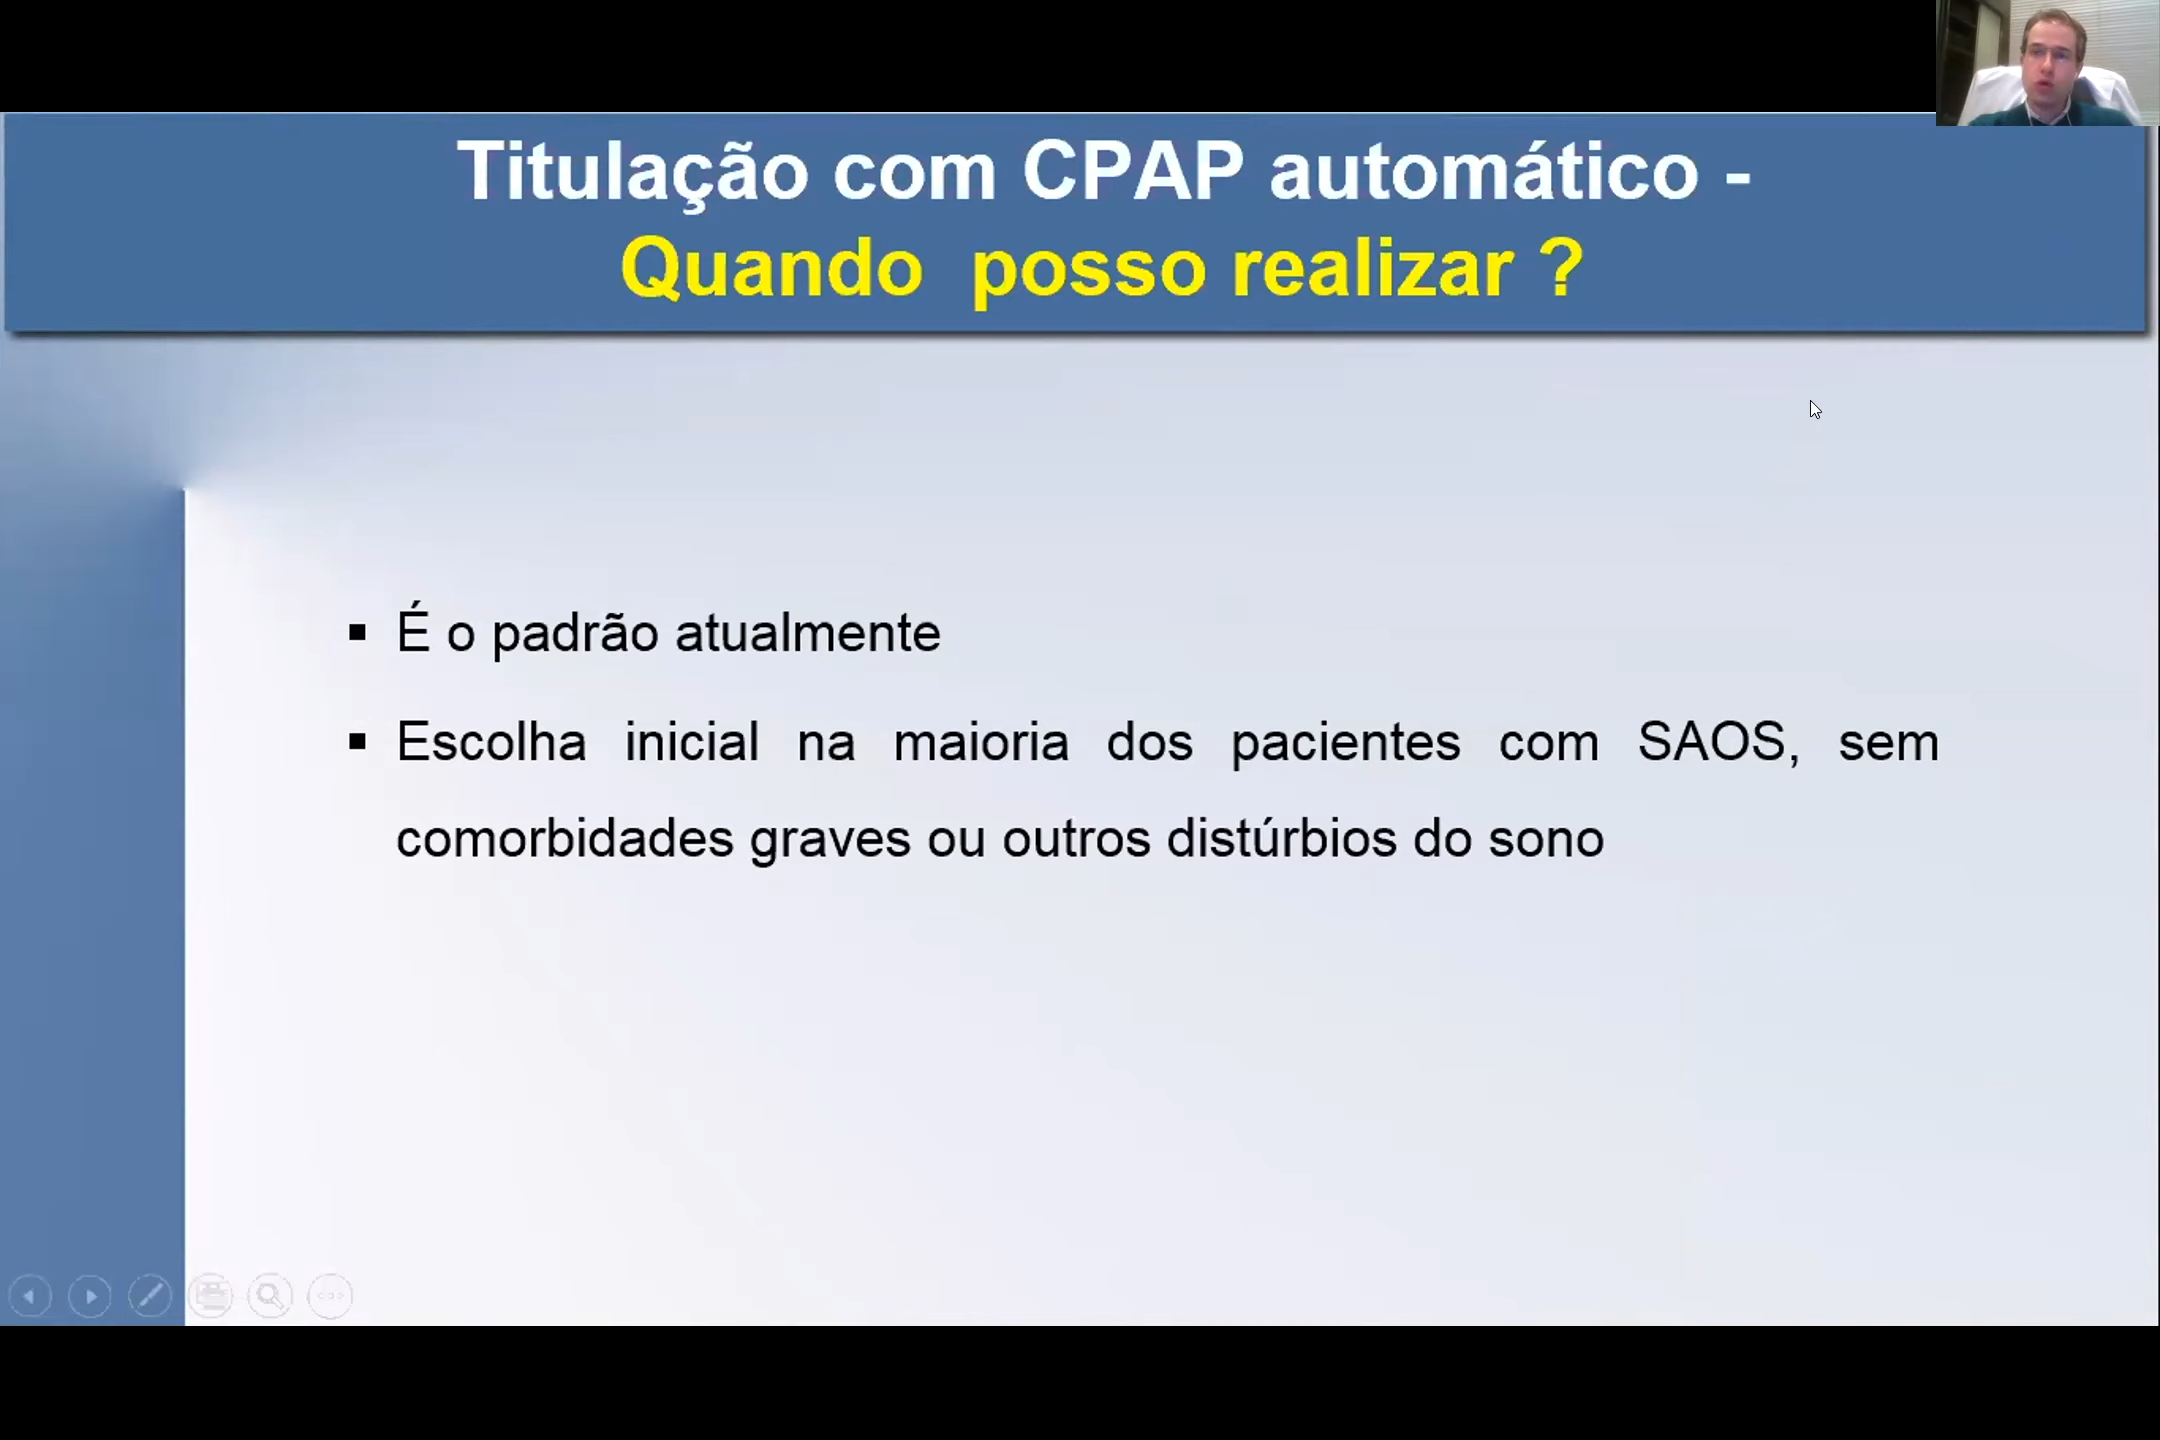 Titulação com CPAP automático -
Quando posso realizar ?
▪ É o padrão atualmente
▪ Escolha inicial na maioria dos pacientes com SAOS, sem
comorbidades graves ou outros distúrbios do sono